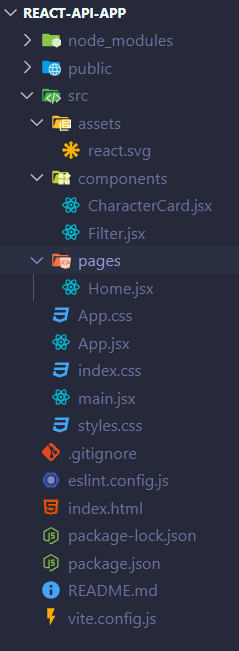 REACT-API-APP
node_modules
public
src
assets
react.svg
components
CharacterCard.jsx
Filter.jsx
pages
Home.jsx
App.css
App.jsx
index.css
main.jsx
styles.css
.gitignore
eslint.config.js
index.html
package-lock.json
package.json
README.md
vite.config.js